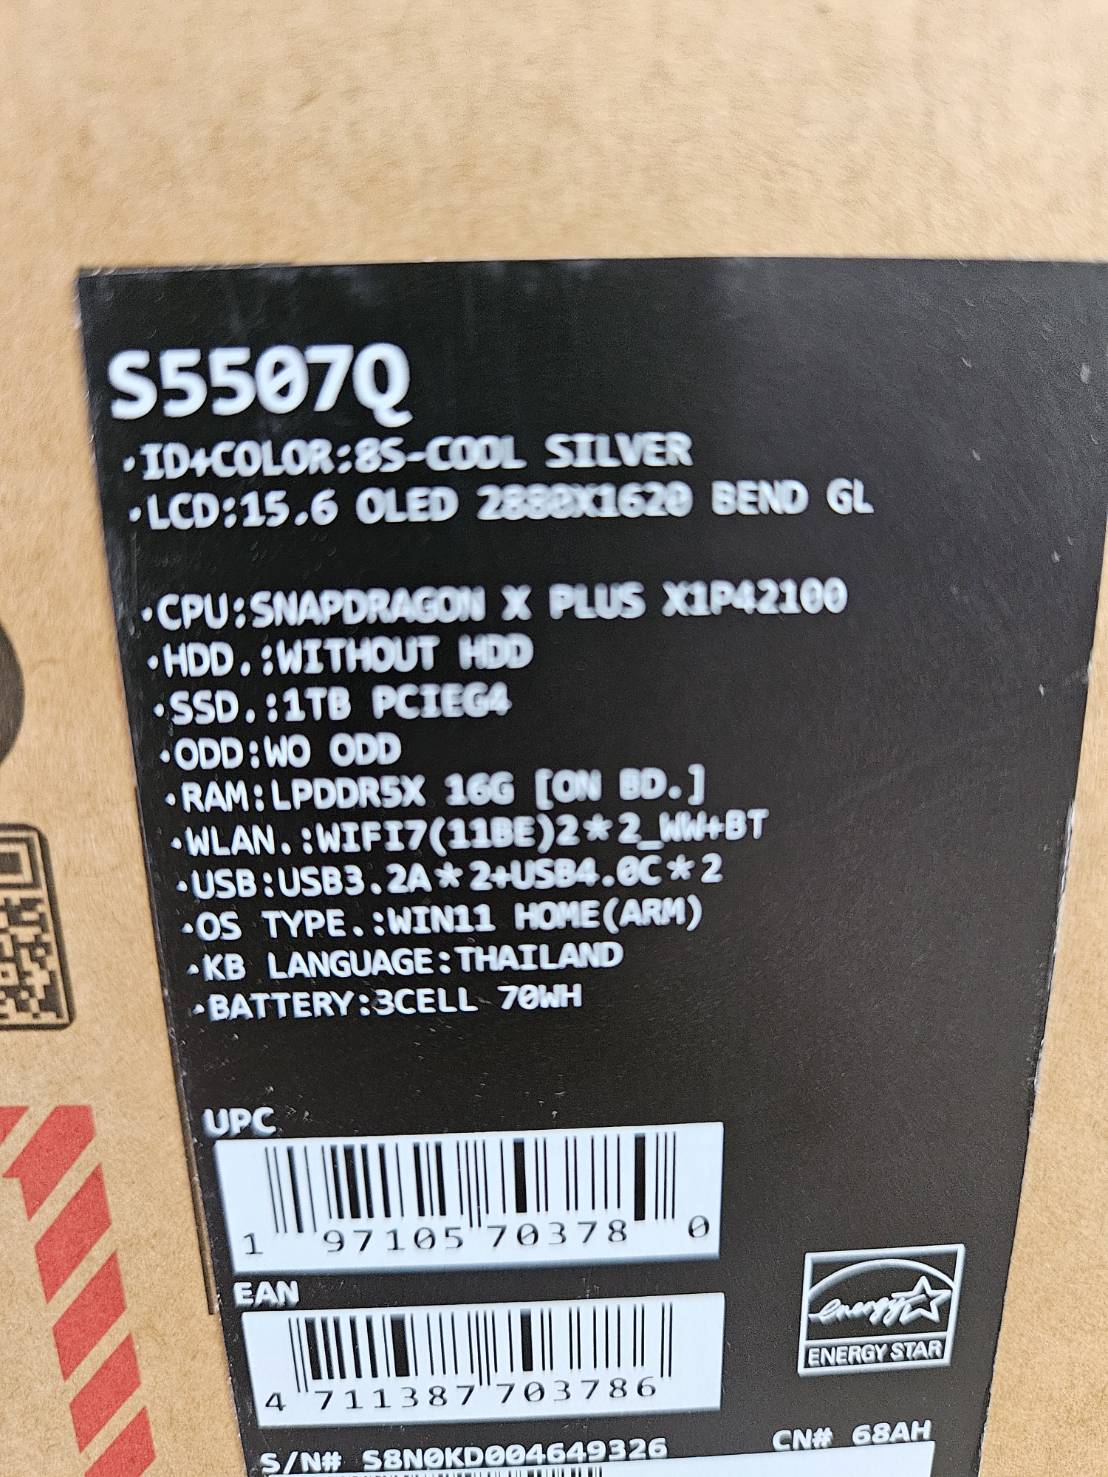 S5507Q
·ID+COLOR:8S-COOL SILVER
·LCD:15.6 OLED 2880X1620 BEND GL
·CPU:SNAPDRAGON X PLUS X1P42100
·HDD.:WITHOUT HDD
·SSD.:1TB PCIEG4
·ODD:WO ODD
·RAM:LPDDR5X 16G [ON BD.]
·WLAN.:WIFI7(11BE)2*2_WW+BT
·USB:USB3.2A*2+USB4.0C*2
·OS TYPE.:WIN11 HOME(ARM)
·KB LANGUAGE:THAILAND
·BATTERY:3CELL 70WH
UPC
1 97105 70378 0
EAN
4 711387 703786
energy
ENERGY STAR
S/N# S8N0KD004649326 CN# 68AH